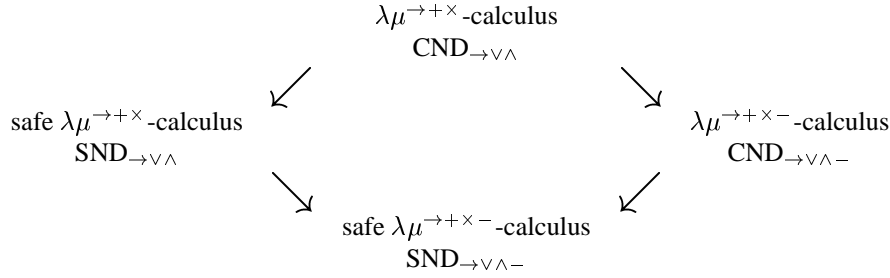 λμ→+×-calculus
CND→∨∧
safe λμ→+×-calculus
SND→∨∧
λμ→+×−-calculus
CND→∨∧−
safe λμ→+×−-calculus
SND→∨∧−